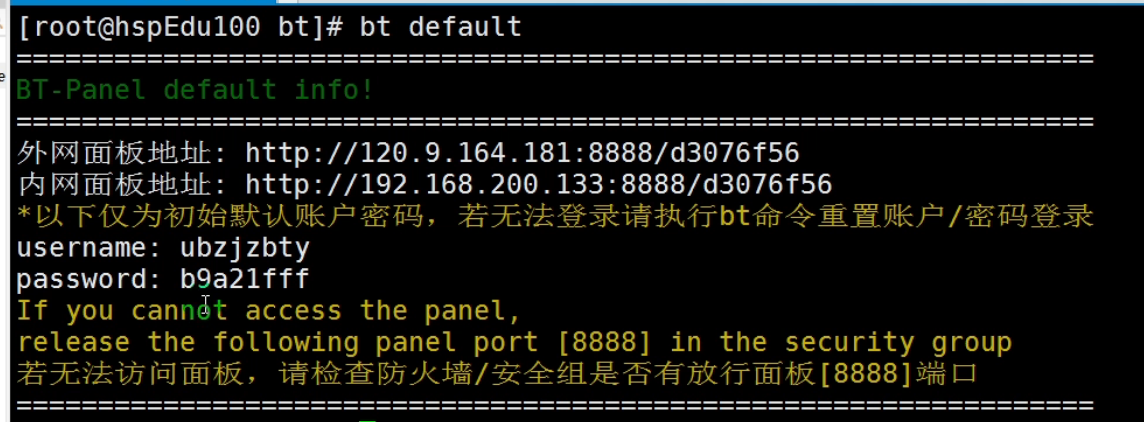 [root@hspEdu100 bt]# bt default
==================================================================
BT-Panel default info!
==================================================================
外网面板地址: http://120.9.164.181:8888/d3076f56
内网面板地址: http://192.168.200.133:8888/d3076f56
*以下仅为初始默认账户密码，若无法登录请执行bt命令重置账户/密码登录
username: ubzjzbty
password: b9a21fff
If you cannot access the panel,
release the following panel port [8888] in the security group
若无法访问面板，请检查防火墙/安全组是否有放行面板[8888]端口
==================================================================